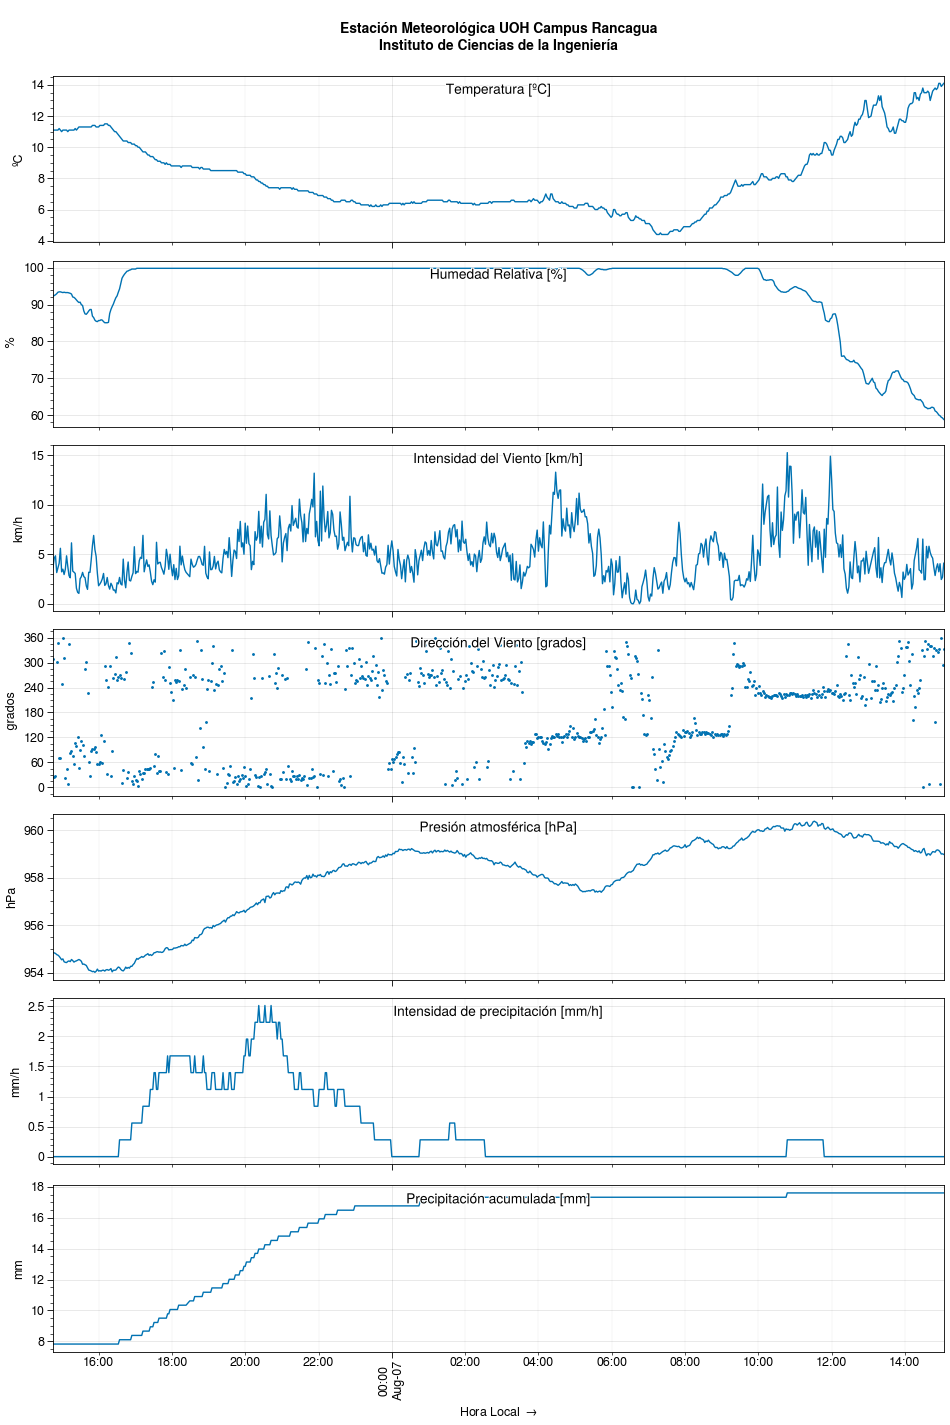 Estación Meteorológica UOH Campus Rancagua
Instituto de Ciencias de la Ingeniería
Temperatura [ºC]
14
12
10
8
6
4
ºC
Humedad Relativa [%]
100
90
80
70
60
%
Intensidad del Viento [km/h]
15
10
5
0
km/h
Dirección del Viento [grados]
360
300
240
180
120
60
0
grados
Presión atmosférica [hPa]
960
958
956
954
hPa
Intensidad de precipitación [mm/h]
2.5
2
1.5
1
0.5
0
mm/h
Precipitación acumulada [mm]
18
16
14
12
10
8
mm
16:00 18:00 20:00 22:00 00:00 02:00 04:00 06:00 08:00 10:00 12:00 14:00
Aug-07
Hora Local →